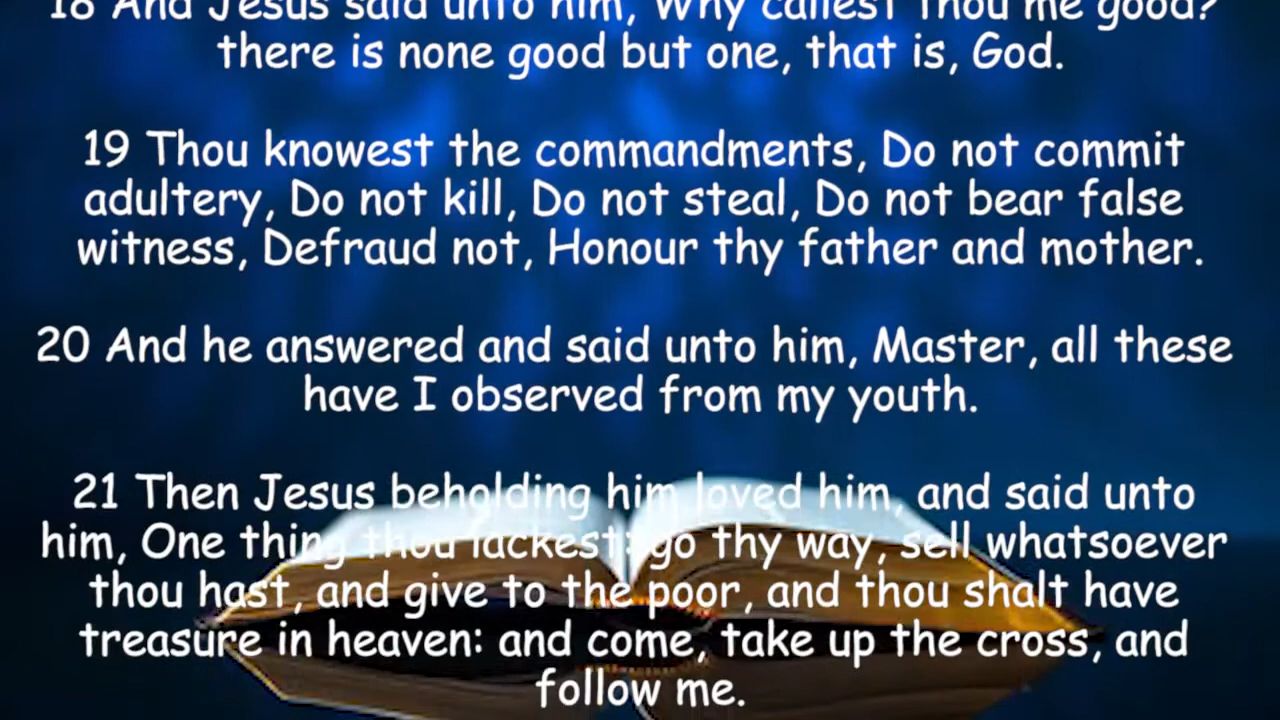 18 And Jesus said unto him, Why callest thou me good?
there is none good but one, that is, God.
19 Thou knowest the commandments, Do not commit
adultery, Do not kill, Do not steal, Do not bear false
witness, Defraud not, Honour thy father and mother.
20 And he answered and said unto him, Master, all these
have I observed from my youth.
21 Then Jesus beholding him loved him, and said unto
him, One thing thou lackest: go thy way, sell whatsoever
thou hast, and give to the poor, and thou shalt have
treasure in heaven: and come, take up the cross, and
follow me.